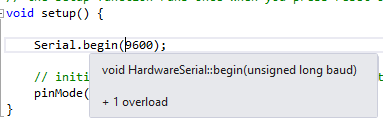 void setup() {
Serial.begin(9600);
void HardwareSerial::begin(unsigned long baud)
+ 1 overload
// initi
pinMode(
}